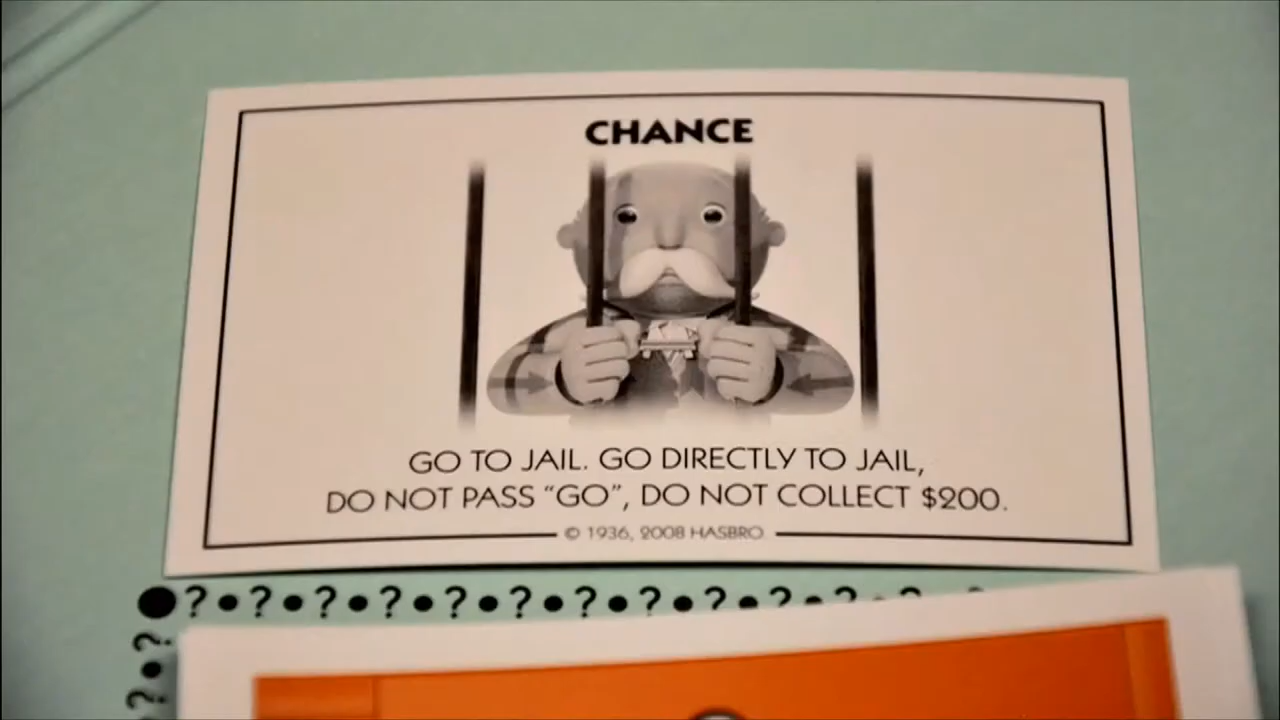 CHANCE
GO TO JAIL. GO DIRECTLY TO JAIL,
DO NOT PASS “GO”, DO NOT COLLECT $200.
© 1936, 2008 HASBRO.
?•?•?•?•?•?•?•?•?•?•?•?•?
?
?